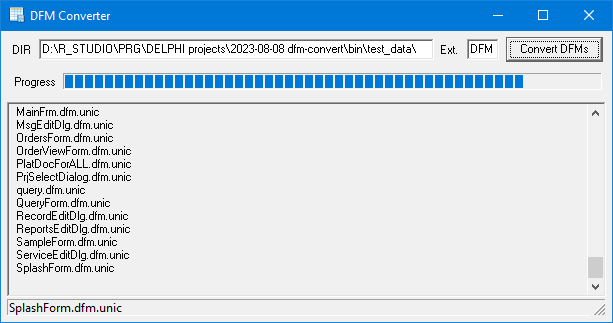 DFM Converter
DIR D:\R_STUDIO\PRG\DELPHI projects\2023-08-08 dfm-convert\bin\test_data\ Ext. DFM Convert DFMs
Progress
MainFrm.dfm.unic
MsgEditDlg.dfm.unic
OrdersForm.dfm.unic
OrderViewForm.dfm.unic
PlatDocForALL.dfm.unic
PrjSelectDialog.dfm.unic
query.dfm.unic
QueryForm.dfm.unic
RecordEditDlg.dfm.unic
ReportsEditDlg.dfm.unic
SampleForm.dfm.unic
ServiceEditDlg.dfm.unic
SplashForm.dfm.unic
SplashForm.dfm.unic